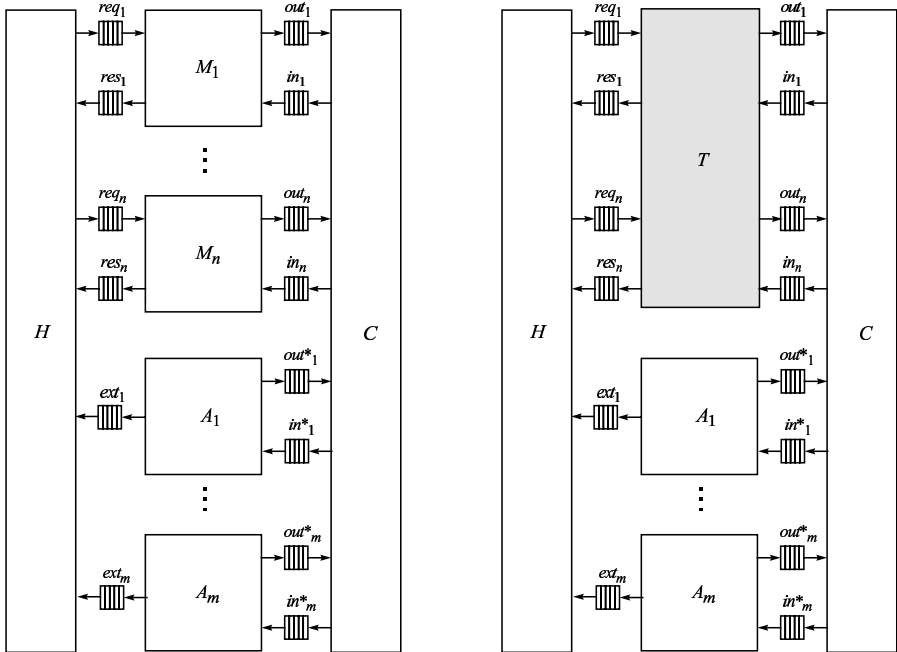 req₁ out₁
M₁
res₁ in₁
reqₙ outₙ
Mₙ
resₙ inₙ
H C
out*₁
ext₁ A₁
in*₁
out*ₘ
extₘ Aₘ
in*ₘ
req₁ out₁
res₁ in₁
T
reqₙ outₙ
resₙ inₙ
H C
out*₁
ext₁ A₁
in*₁
out*ₘ
extₘ Aₘ
in*ₘ